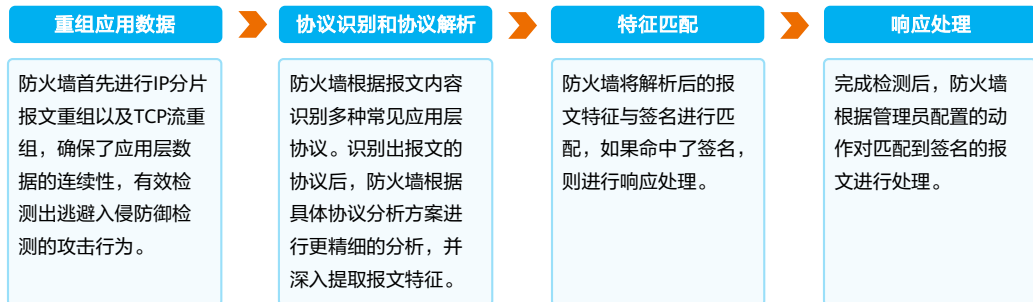 重组应用数据
防火墙首先进行IP分片
报文重组以及TCP流重
组，确保了应用层数
据的连续性，有效检
测出逃避入侵防御检
测的攻击行为。
协议识别和协议解析
防火墙根据报文内容
识别多种常见应用层
协议。识别出报文的
协议后，防火墙根据
具体协议分析方案进
行更精细的分析，并
深入提取报文特征。
特征匹配
防火墙将解析后的报
文特征与签名进行匹
配，如果命中了签名，
则进行响应处理。
响应处理
完成检测后，防火墙
根据管理员配置的动
作对匹配到签名的报
文进行处理。